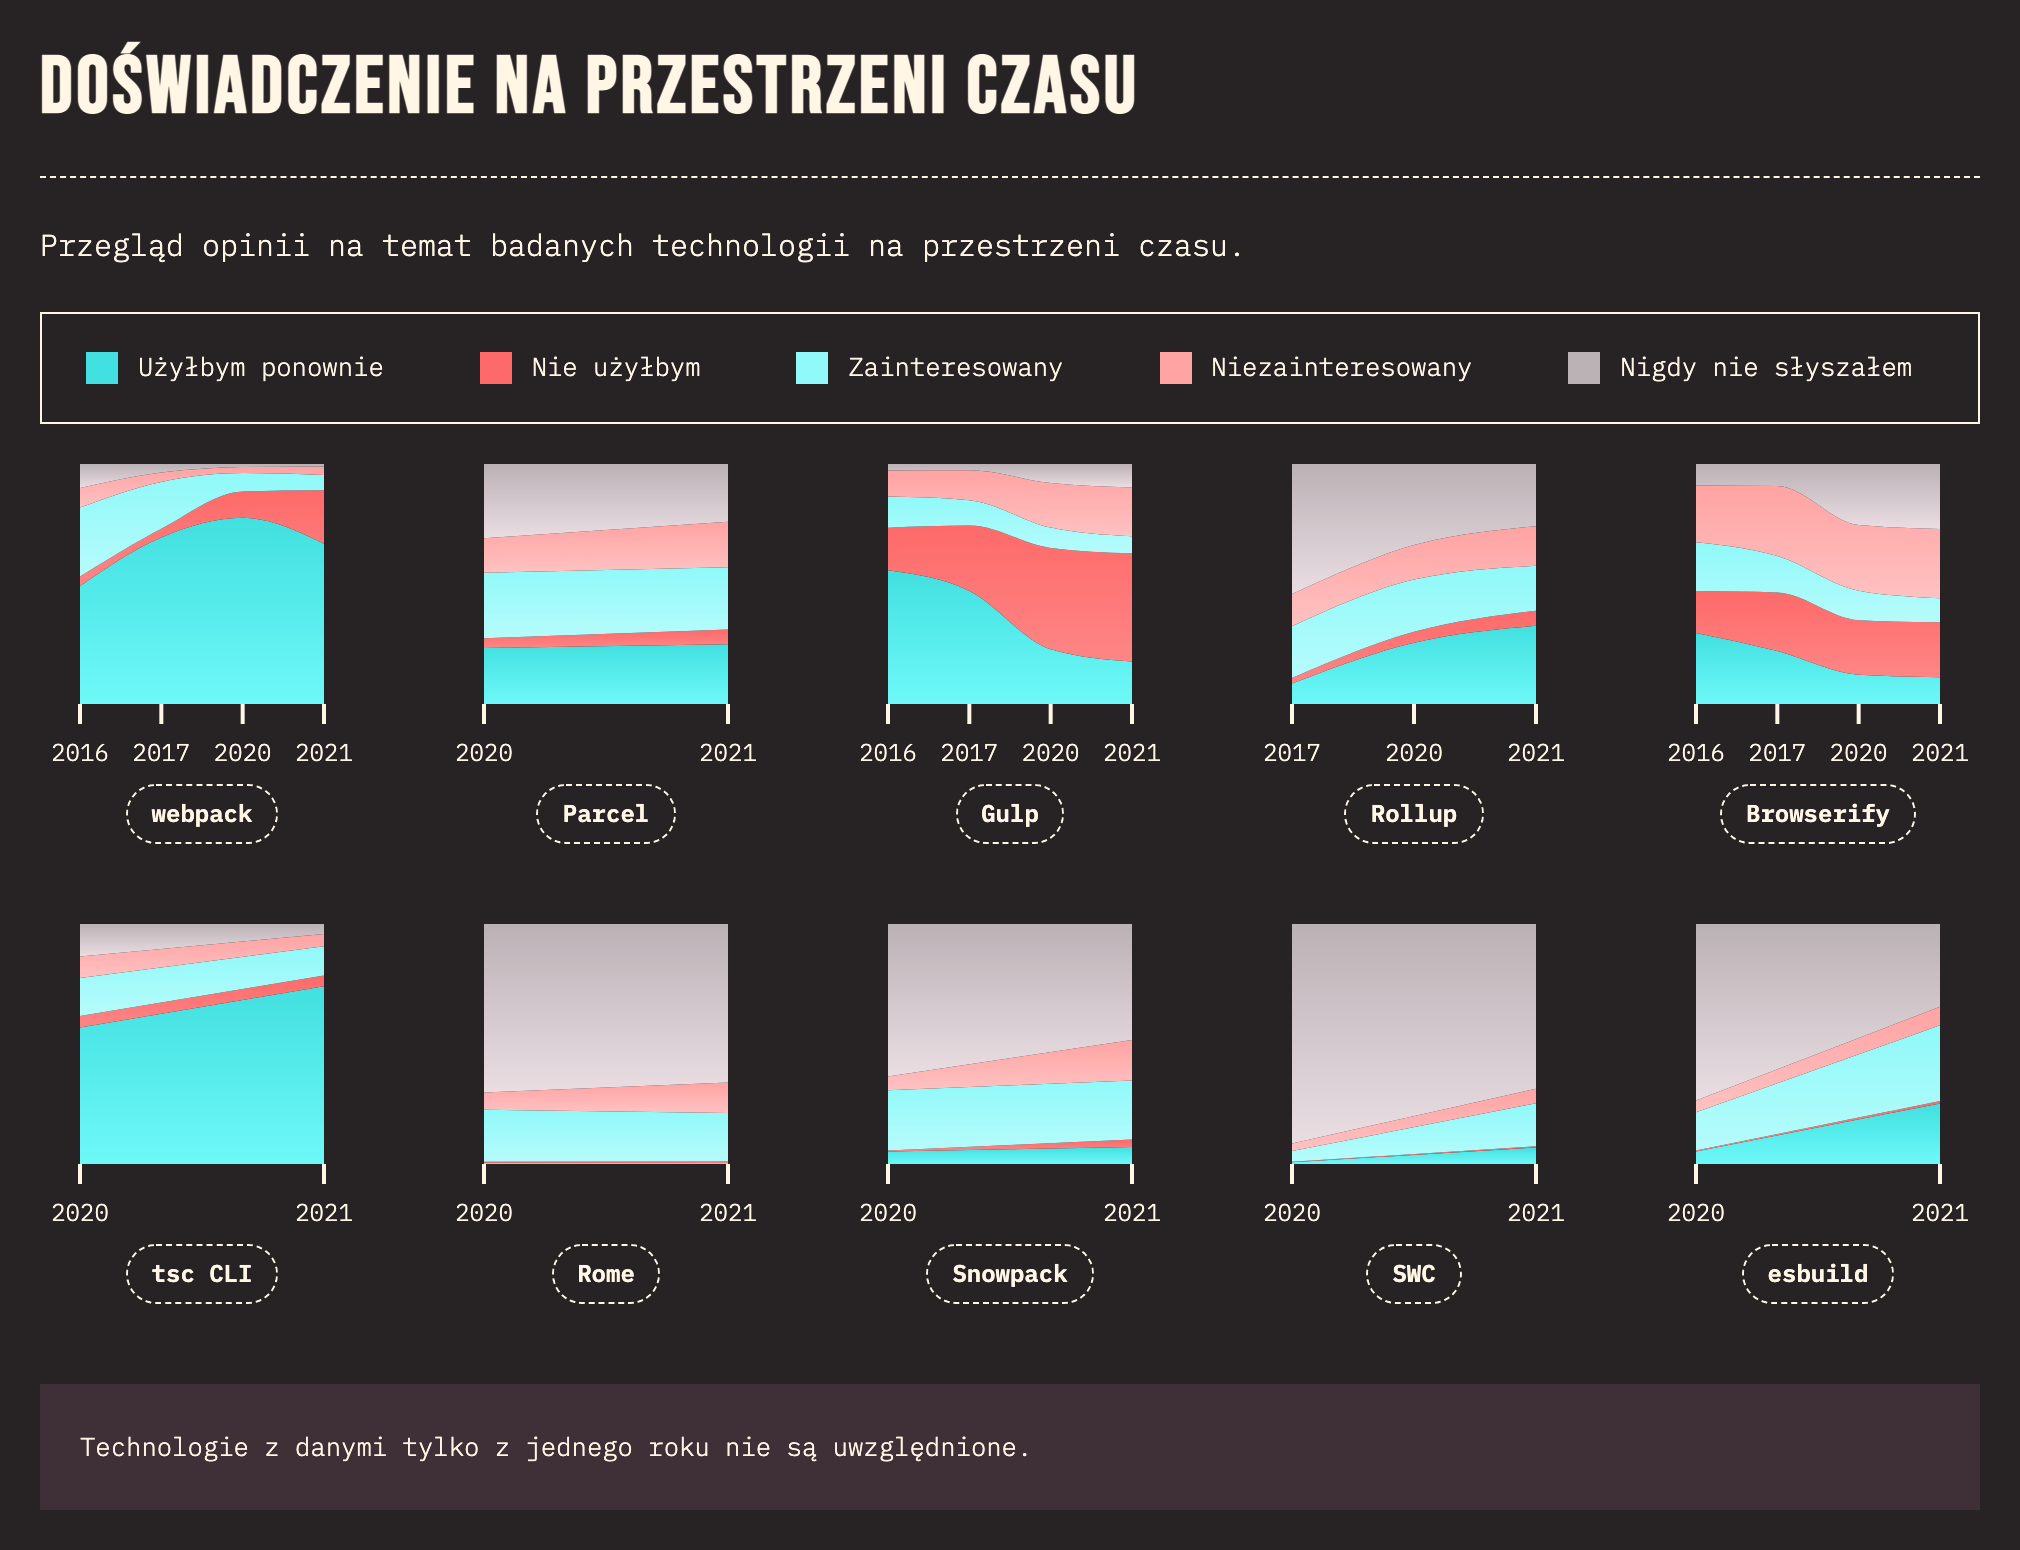 DOŚWIADCZENIE NA PRZESTRZENI CZASU
Przegląd opinii na temat badanych technologii na przestrzeni czasu.
Użyłbym ponownie Nie użyłbym Zainteresowany Niezainteresowany Nigdy nie słyszałem
2016 2017 2020 2021 2020 2021 2016 2017 2020 2021 2017 2020 2021 2016 2017 2020 2021
webpack Parcel Gulp Rollup Browserify
2020 2021 2020 2021 2020 2021 2020 2021 2020 2021
tsc CLI Rome Snowpack SWC esbuild
Technologie z danymi tylko z jednego roku nie są uwzględnione.